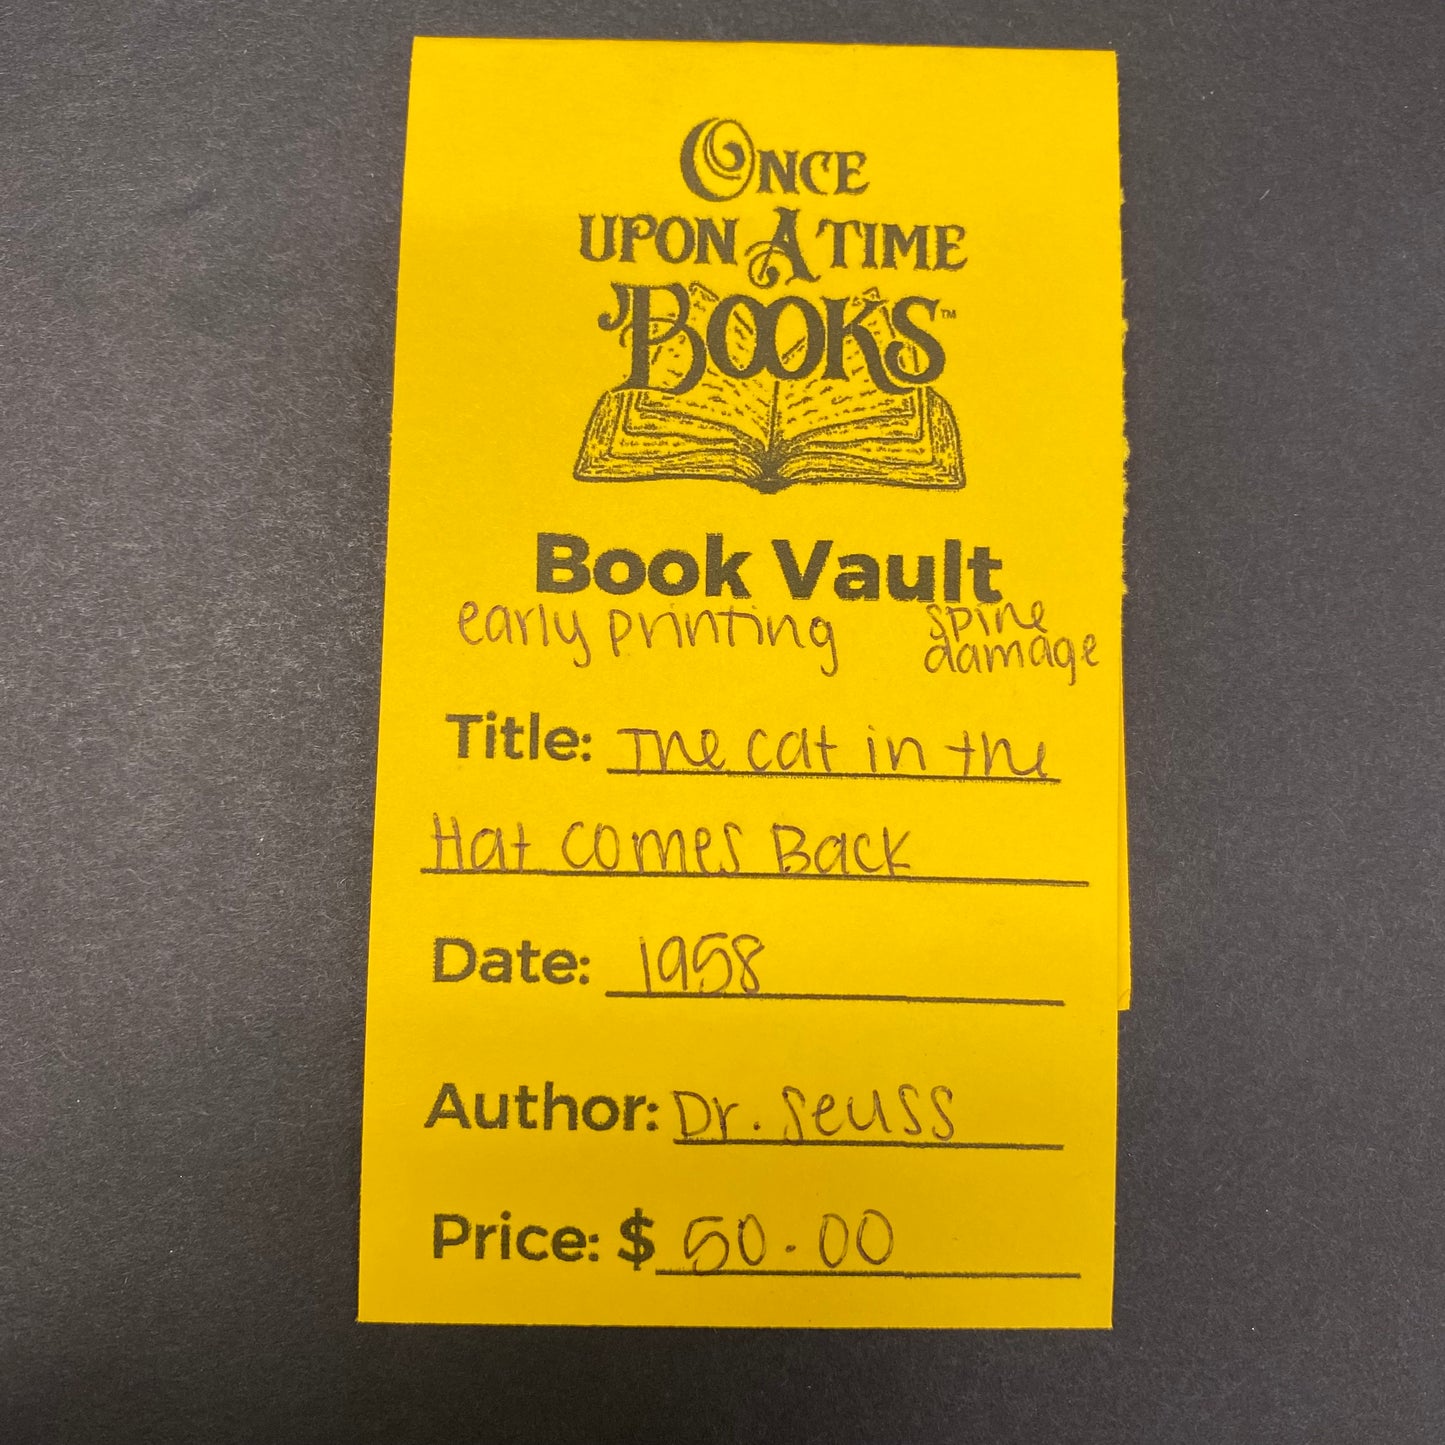 ONCE
UPON A TIME
BOOKS™
Book Vault
early printing spine
damage
Title: The cat in the
Hat comes Back
Date: 1958
Author: Dr. Seuss
Price: $ 50.00